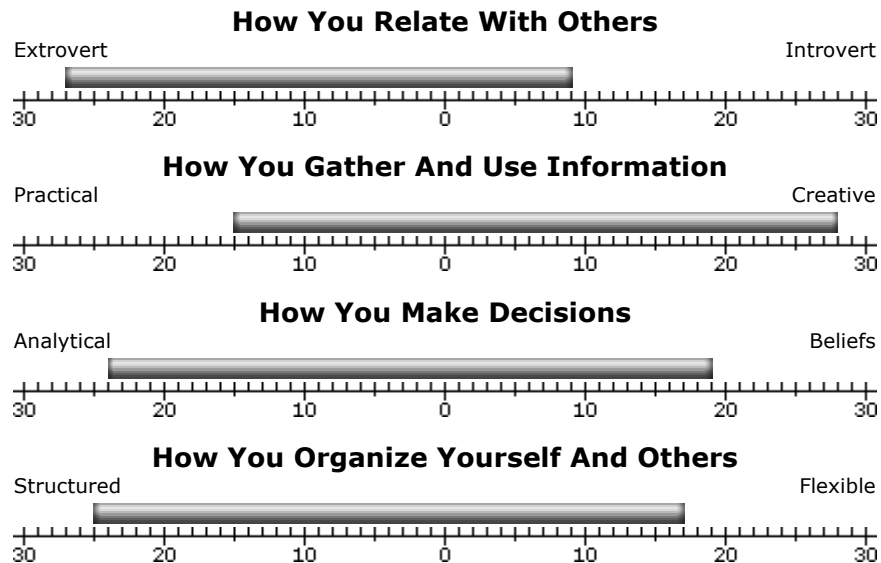 How You Relate With Others
Extrovert Introvert
30 20 10 0 10 20 30
How You Gather And Use Information
Practical Creative
30 20 10 0 10 20 30
How You Make Decisions
Analytical Beliefs
30 20 10 0 10 20 30
How You Organize Yourself And Others
Structured Flexible
30 20 10 0 10 20 30